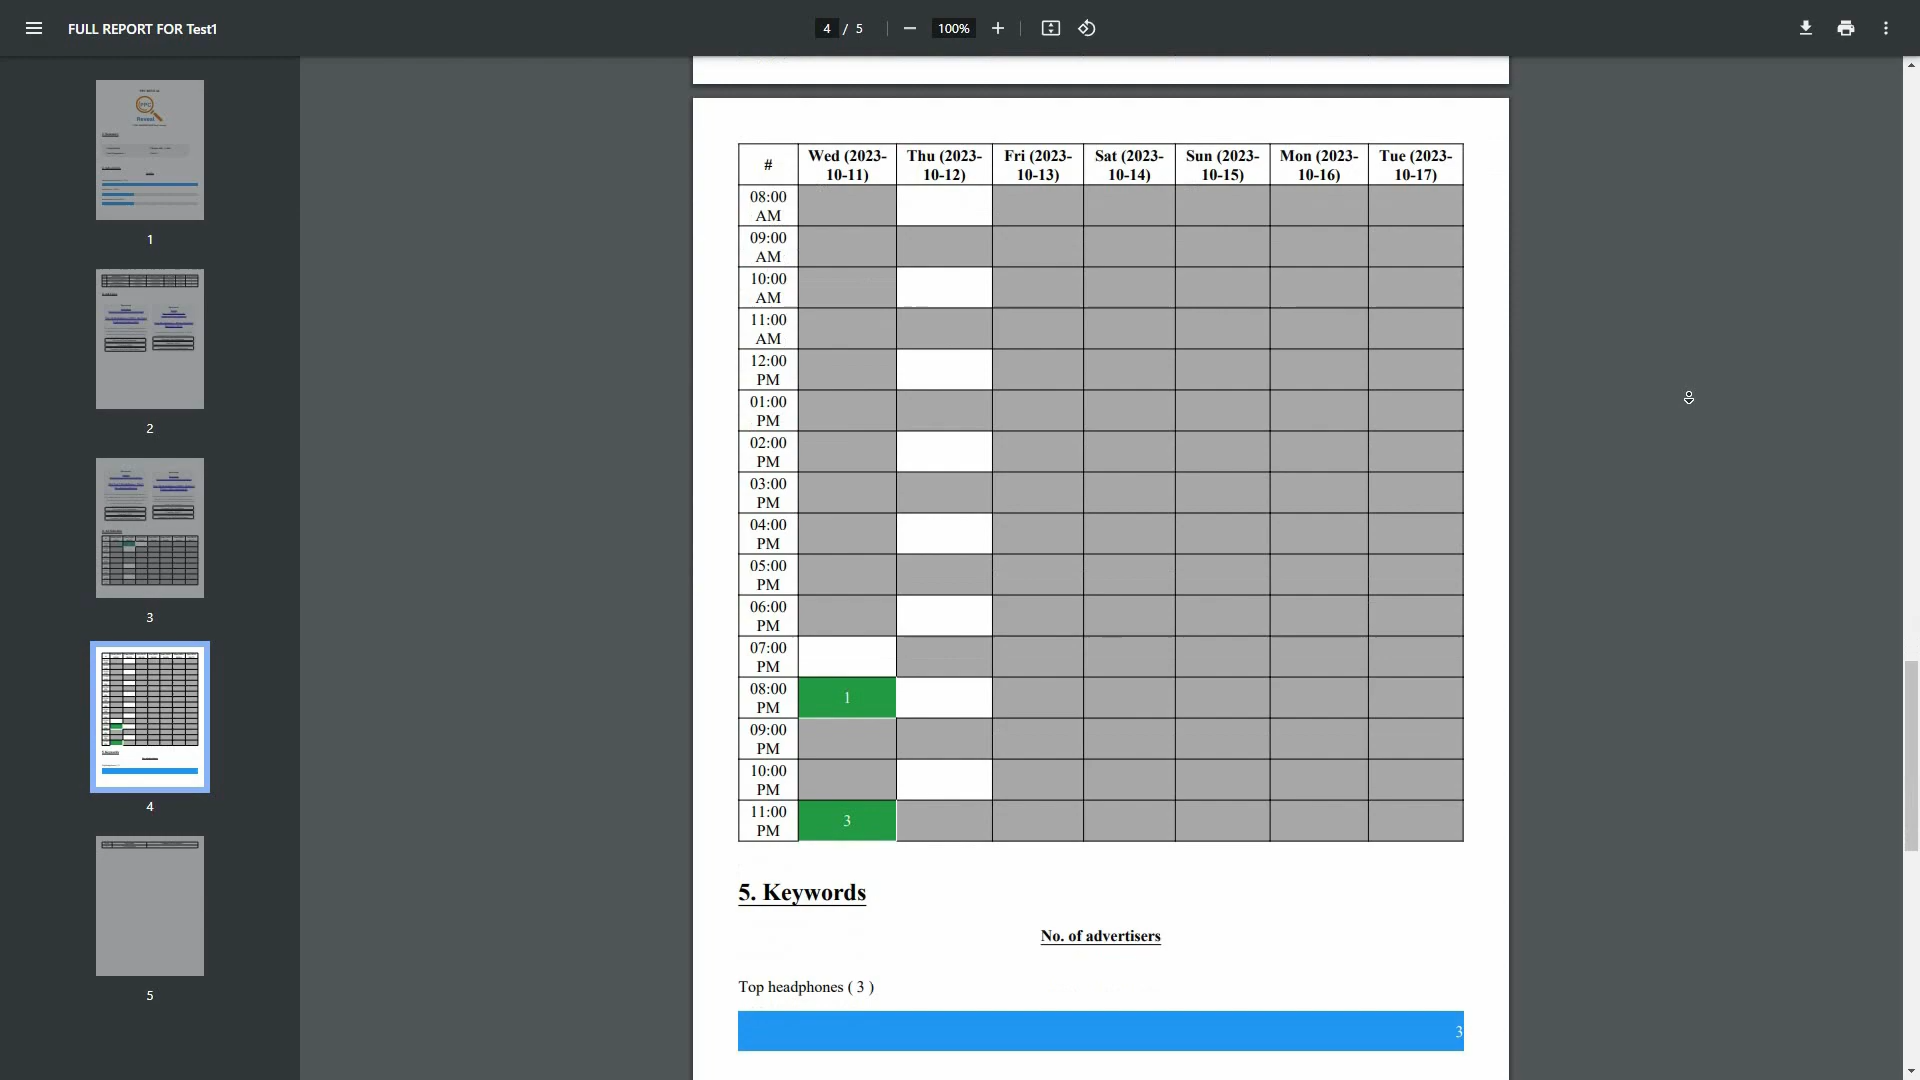 FULL REPORT FOR Test1
4 / 5
100%
PPC
Reveal
1
2
3
4
5
# Wed (2023-10-11) Thu (2023-10-12) Fri (2023-10-13) Sat (2023-10-14) Sun (2023-10-15) Mon (2023-10-16) Tue (2023-10-17)
08:00 AM
09:00 AM
10:00 AM
11:00 AM
12:00 PM
01:00 PM
02:00 PM
03:00 PM
04:00 PM
05:00 PM
06:00 PM
07:00 PM
08:00 PM 1
09:00 PM
10:00 PM
11:00 PM 3
5. Keywords
No. of advertisers
Top headphones ( 3 )
3